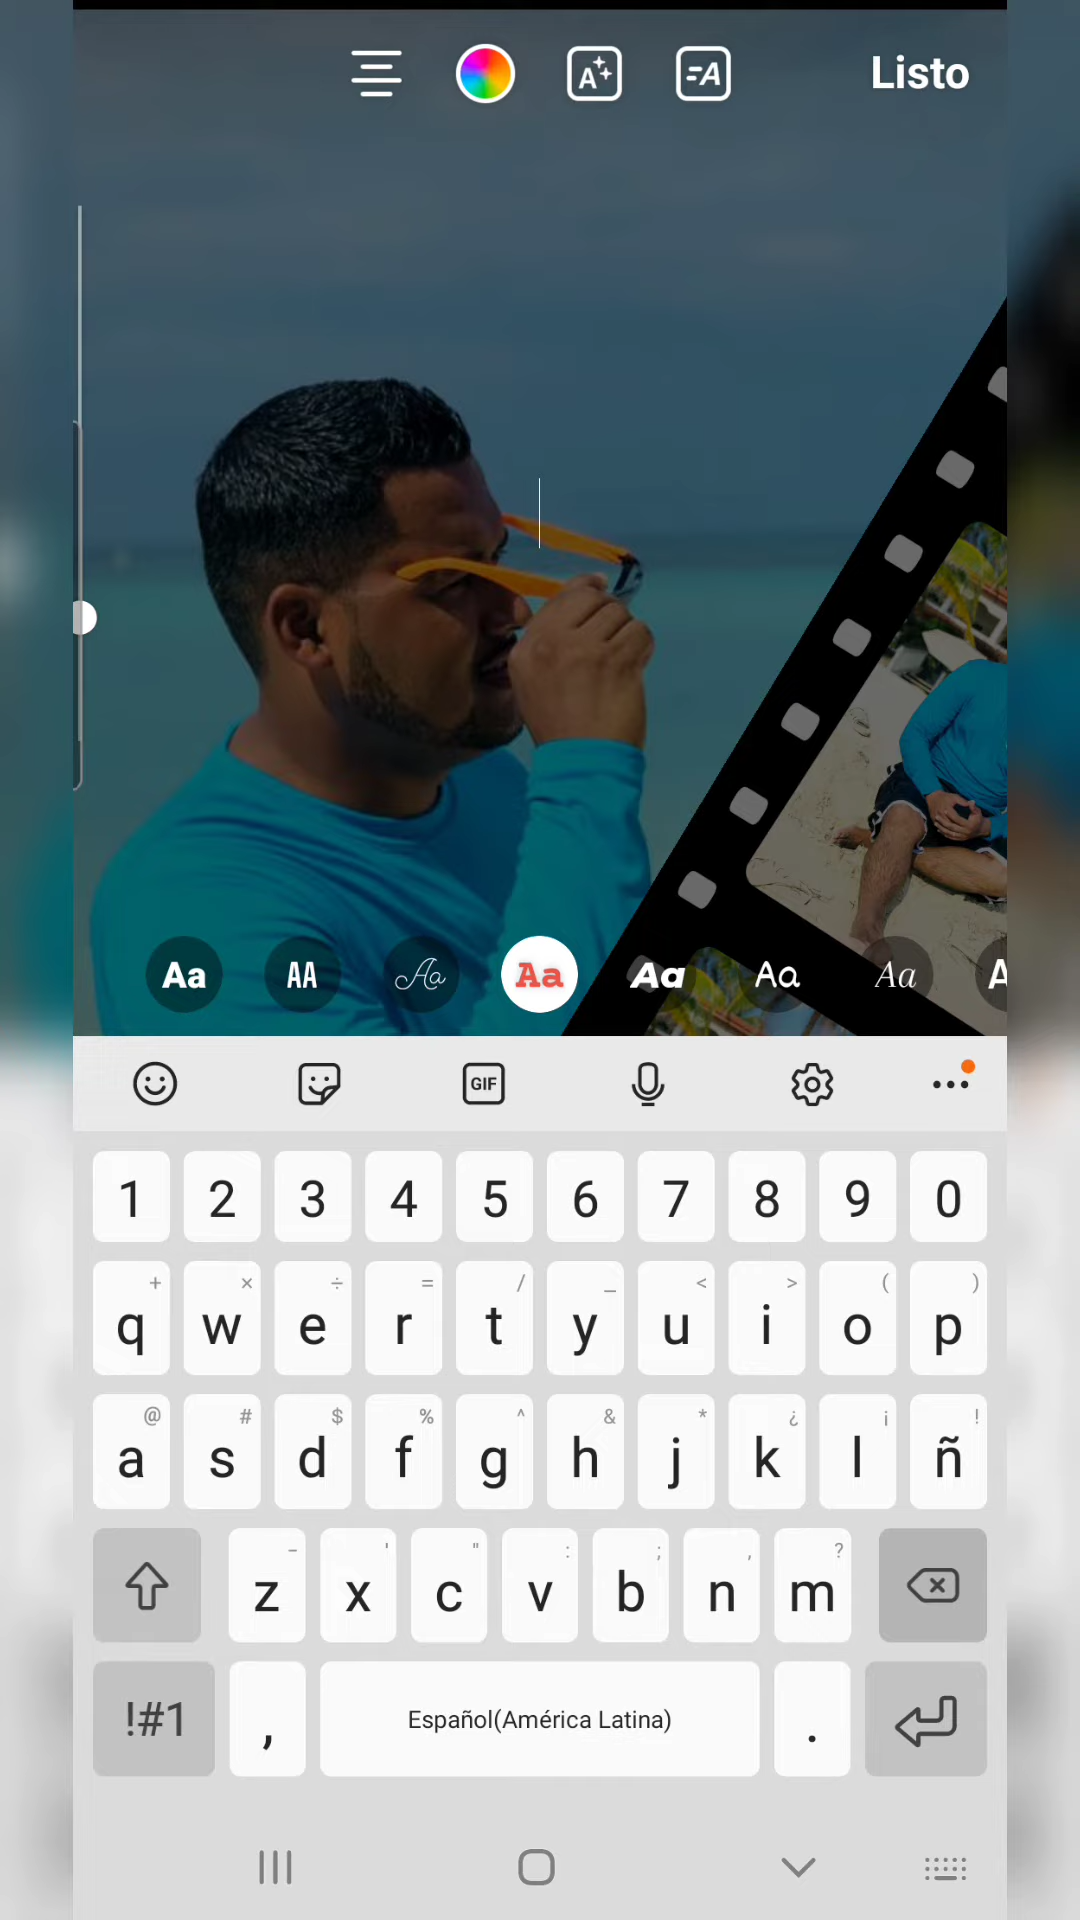 Listo
Aa AA Aa Aa Aa Aa Aa A
GIF
1 2 3 4 5 6 7 8 9 0
+ × ÷ = / _ < > ( )
q w e r t y u i o p
@ # $ % ^ & * ¿ ¡ !
a s d f g h j k l ñ
- ' " : ; , ?
z x c v b n m
!#1 , Español(América Latina) .